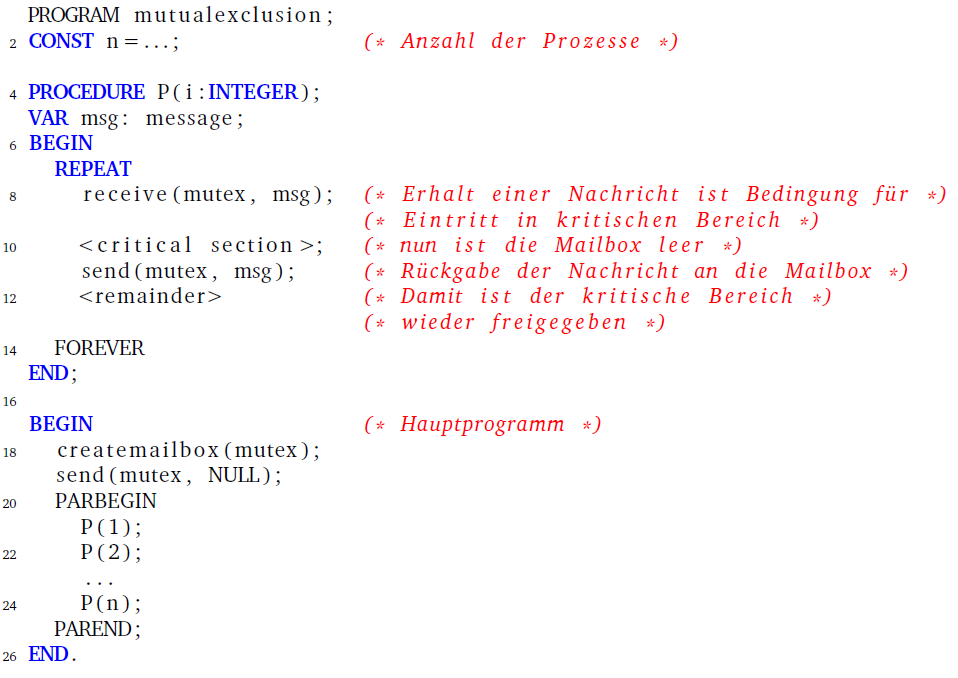 PROGRAM mutualexclusion;
2 CONST n=...; (* Anzahl der Prozesse *)
4 PROCEDURE P(i:INTEGER);
VAR msg: message;
6 BEGIN
REPEAT
8 receive(mutex, msg); (* Erhalt einer Nachricht ist Bedingung für *)
(* Eintritt in kritischen Bereich *)
10 <critical section>; (* nun ist die Mailbox leer *)
send(mutex, msg); (* Rückgabe der Nachricht an die Mailbox *)
12 <remainder> (* Damit ist der kritische Bereich *)
(* wieder freigegeben *)
14 FOREVER
END;
16
BEGIN (* Hauptprogramm *)
18 createmailbox(mutex);
send(mutex, NULL);
20 PARBEGIN
P(1);
22 P(2);
...
24 P(n);
PAREND;
26 END.